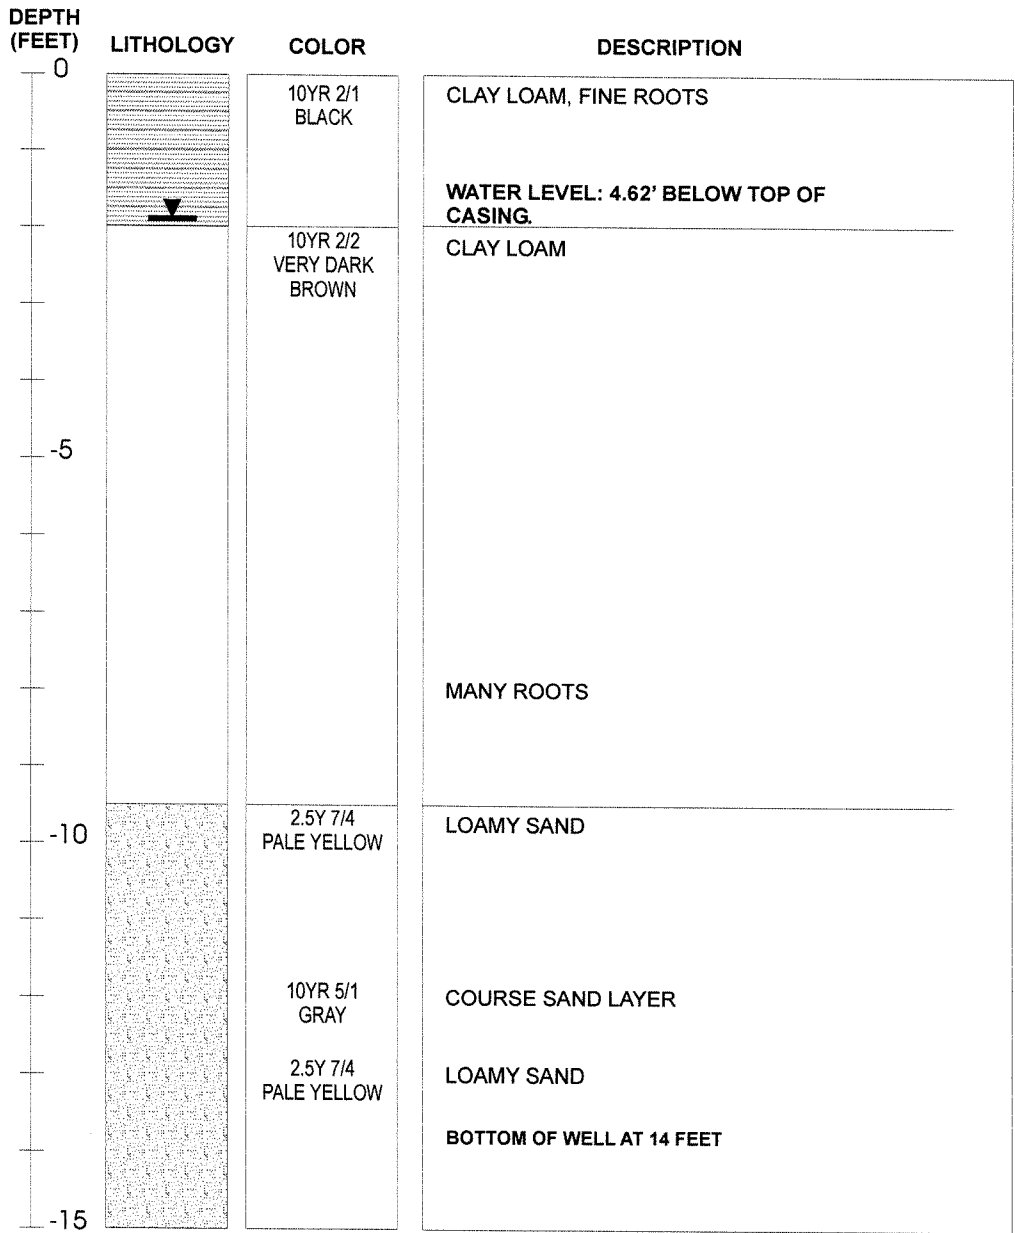 DEPTH
(FEET) LITHOLOGY COLOR DESCRIPTION
0
10YR 2/1 CLAY LOAM, FINE ROOTS
BLACK
WATER LEVEL: 4.62' BELOW TOP OF
CASING.
10YR 2/2 CLAY LOAM
VERY DARK
BROWN
-5
MANY ROOTS
2.5Y 7/4 LOAMY SAND
-10 PALE YELLOW
10YR 5/1 COURSE SAND LAYER
GRAY
2.5Y 7/4 LOAMY SAND
PALE YELLOW
BOTTOM OF WELL AT 14 FEET
-15